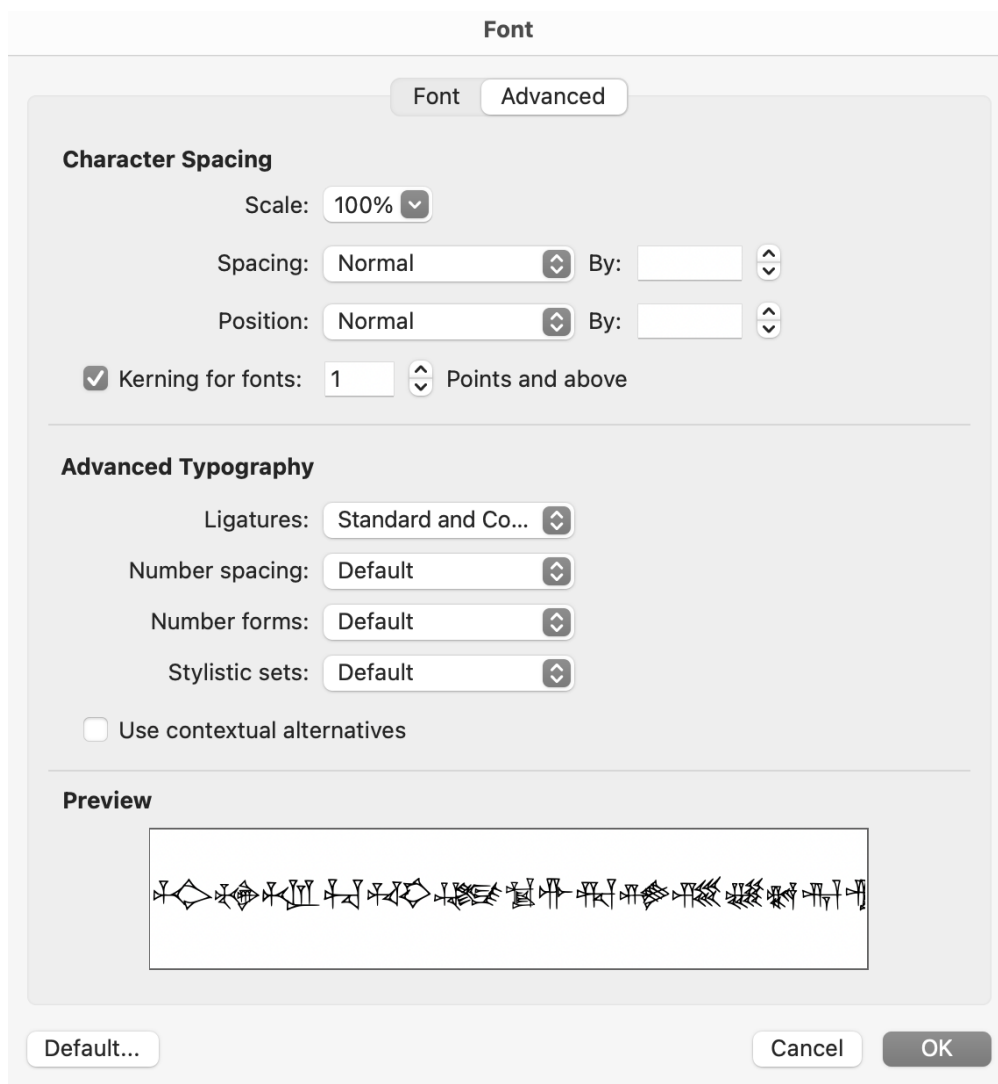 Font
Font Advanced
Character Spacing
Scale: 100%
Spacing: Normal By:
Position: Normal By:
Kerning for fonts: 1 Points and above
Advanced Typography
Ligatures: Standard and Co...
Number spacing: Default
Number forms: Default
Stylistic sets: Default
Use contextual alternatives
Preview
Default... Cancel OK